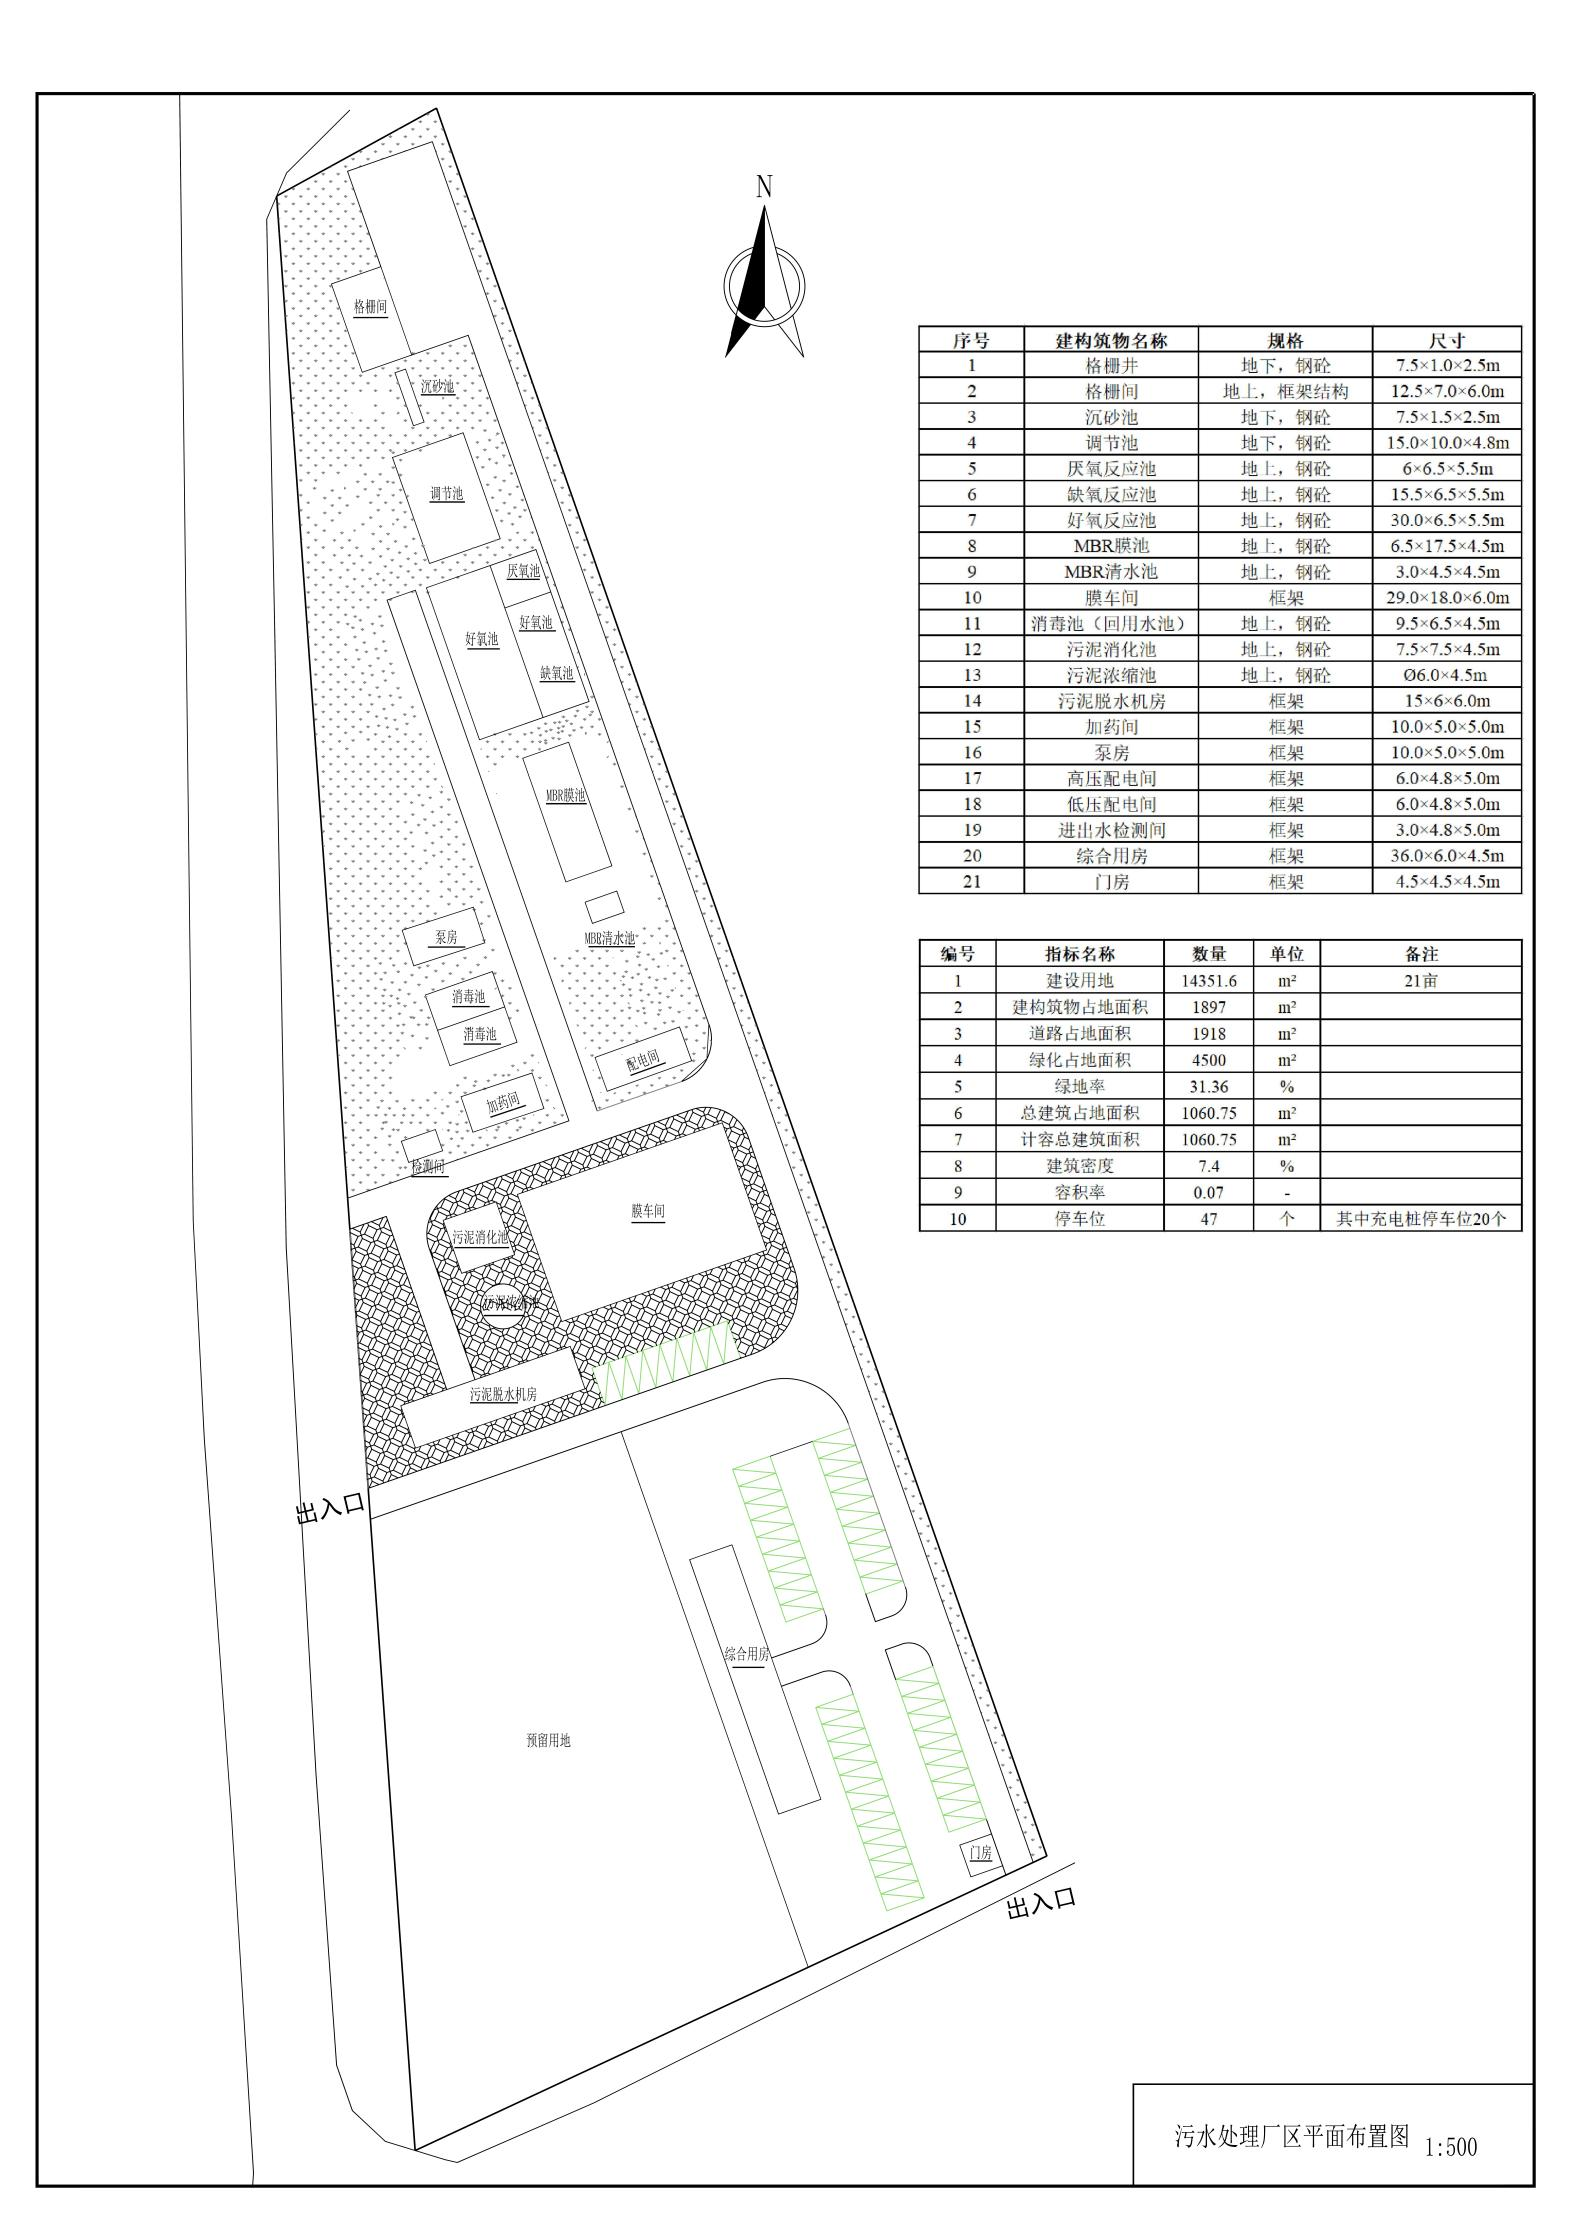 N
格栅间
沉砂池
调节池
厌氧池
好氧池
好氧池
缺氧池
MBR膜池
MBR清水池
泵房
消毒池
消毒池
配电间
加药间
检测间
膜车间
污泥消化池
污泥浓缩池
污泥脱水机房
出入口
综合用房
预留用地
门房
出入口
序号 建构筑物名称 规格 尺寸
1 格栅井 地下，钢砼 7.5×1.0×2.5m
2 格栅间 地上，框架结构 12.5×7.0×6.0m
3 沉砂池 地下，钢砼 7.5×1.5×2.5m
4 调节池 地下，钢砼 15.0×10.0×4.8m
5 厌氧反应池 地上，钢砼 6×6.5×5.5m
6 缺氧反应池 地上，钢砼 15.5×6.5×5.5m
7 好氧反应池 地上，钢砼 30.0×6.5×5.5m
8 MBR膜池 地上，钢砼 6.5×17.5×4.5m
9 MBR清水池 地上，钢砼 3.0×4.5×4.5m
10 膜车间 框架 29.0×18.0×6.0m
11 消毒池（回用水池） 地上，钢砼 9.5×6.5×4.5m
12 污泥消化池 地上，钢砼 7.5×7.5×4.5m
13 污泥浓缩池 地上，钢砼 Ø6.0×4.5m
14 污泥脱水机房 框架 15×6×6.0m
15 加药间 框架 10.0×5.0×5.0m
16 泵房 框架 10.0×5.0×5.0m
17 高压配电间 框架 6.0×4.8×5.0m
18 低压配电间 框架 6.0×4.8×5.0m
19 进出水检测间 框架 3.0×4.8×5.0m
20 综合用房 框架 36.0×6.0×4.5m
21 门房 框架 4.5×4.5×4.5m
编号 指标名称 数量 单位 备注
1 建设用地 14351.6 m² 21亩
2 建构筑物占地面积 1897 m²
3 道路占地面积 1918 m²
4 绿化占地面积 4500 m²
5 绿地率 31.36 %
6 总建筑占地面积 1060.75 m²
7 计容总建筑面积 1060.75 m²
8 建筑密度 7.4 %
9 容积率 0.07 -
10 停车位 47 个 其中充电桩停车位20个
污水处理厂区平面布置图 1:500